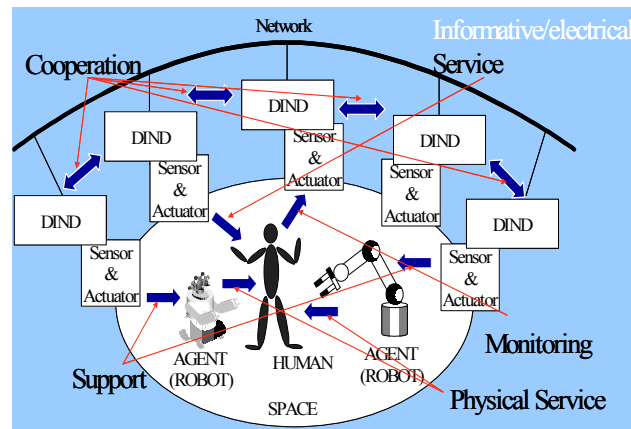 Network
Informative/electrical
Cooperation
Service
DIND
DIND
DIND
DIND
DIND
Sensor
&
Actuator
Sensor
&
Actuator
Sensor
&
Actuator
Sensor
&
Actuator
Sensor
&
Actuator
AGENT
(ROBOT)
HUMAN
AGENT
(ROBOT)
Monitoring
Support
Physical Service
SPACE